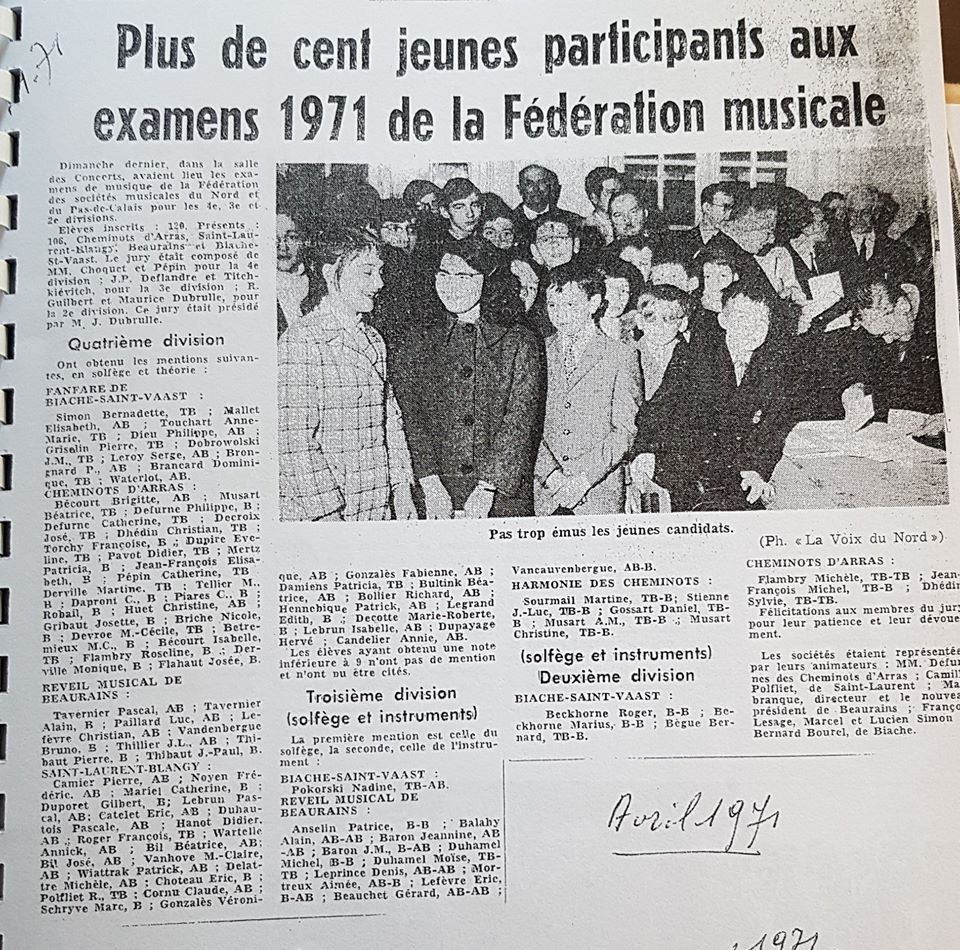 Plus de cent jeunes participants aux
examens 1971 de la Fédération musicale
Dimanche dernier, dans la salle
des Concerts, avaient lieu les exa-
mens de musique de la Fédération
des sociétés musicales du Nord et
du Pas-de-Calais pour les 4e, 3e et
2e divisions.
Elèves inscrits : 120. Présents :
106, Cheminots d'Arras, Saint-Lau-
rent-Blangy, Beaurains et Biache-
St-Vaast. Le jury était composé de
MM. Choquet et Pépin pour la 4e
division ; J.P. Deflandre et Titch-
kiévitch, pour la 3e division ; R.
Guilbert et Maurice Dubrulle, pour
la 2e division. Ce jury était présidé
par M. J. Dubrulle.
Quatrième division
Ont obtenu les mentions suivan-
tes, en solfège et théorie :
FANFARE DE
BIACHE-SAINT-VAAST :
Simon Bernadette, TB ; Mallet
Elisabeth, AB ; Touchart Anne-
Marie, TB ; Dieu Philippe, AB ;
Griselin Pierre, TB ; Dobrowolski
J.M., TB ; Leroy Serge, AB ; Bron-
gnard P., AB ; Brancard Domini-
que, TB ; Waterlot, AB.
CHEMINOTS D'ARRAS :
Bécourt Brigitte, AB ; Musart
Béatrice, TB ; Defurne Philippe, B ;
Defurne Catherine, TB ; Decroix
José, TB ; Dhédin Christian, TB ;
Torchy Françoise, B ; Dupire Eve-
line, TB ; Pavot Didier, TB ; Mertz
Patricia, B ; Jean-François Elisa-
beth, B ; Pépin Catherine, TB
Derville Martine, TB ; Tellier M.,
B ; Dapront C., B ; Piares C., B ;
Robail, B ; Huet Christine, AB ;
Gribaut Josette, B ; Briche Nicole,
B ; Devroe M.-Cécile, TB ; Betre-
mieux M.C., B ; Bécourt Isabelle,
TB ; Flambry Roseline, B ; Der-
ville Monique, B ; Flahaut Josée, B.
REVEIL MUSICAL DE
BEAURAINS :
Tavernier Pascal, AB ; Tavernier
Alain, B ; Paillard Luc, AB ; Le-
fèvre Christian, AB ; Vandenbergue
Bruno, B ; Thillier J.L., AB ; Thi-
baut Pierre, B ; Thibaut J.-Paul, B.
SAINT-LAURENT-BLANGY :
Camier Pierre, AB ; Noyen Fré-
déric, AB ; Mariel Catherine, B ;
Duporet Gilbert, B; Lebrun Pas-
cal, AB; Catelet Eric, AB ; Duhau-
tois Pascale, AB ; Hanot Didier,
AB ; Roger François, TB ; Wartelle
Annick, AB ; Bil Béatrice, AB;
Bil José, AB ; Vanhove M.-Claire,
AB ; Wiattrak Patrick, AB ; Delat-
tre Michèle, AB ; Choteau Eric, B ;
Polfliet R., TB ; Cornu Claude, AB ;
Schryve Marc, B ; Gonzalès Véroni-
Pas trop émus les jeunes candidats.
(Ph. « La Voix du Nord »)
que, AB ; Gonzalès Fabienne, AB ;
Damiens Patricia, TB ; Bultink Béa-
trice, AB ; Bollier Richard, AB ;
Hennebique Patrick, AB ; Legrand
Edith, B ; Decotte Marie-Roberte,
B ; Lebrun Isabelle, AB ; Dupayage
Hervé ; Candelier Annie, AB.
Les élèves ayant obtenu une note
inférieure à 9 n'ont pas de mention
et n'ont pu être cités.
Troisième division
(solfège et instruments)
La première mention est celle du
solfège, la seconde, celle de l'instru-
ment :
BIACHE-SAINT-VAAST :
Pokorski Nadine, TB-AB.
REVEIL MUSICAL DE
BEAURAINS :
Anselin Patrice, B-B ; Balahy
Alain, AB-AB ; Baron Jeannine, AB
-AB ; Baron J.M., B-AB ; Duhamel
Michel, B-B ; Duhamel Moïse, TB-
TB ; Leprince Denis, AB-AB ; Mor-
treux Aimée, AB-B ; Lefèvre Eric,
B-AB ; Beauchet Gérard, AB-AB ;
Vancauvenbergue, AB-B.
HARMONIE DES CHEMINOTS :
Sourmail Martine, TB-B; Stienne
J.-Luc, TB-B ; Gossart Daniel, TB-
B ; Musart A.M., TB-B ; Musart
Christine, TB-B.
(solfège et instruments)
Deuxième division
BIACHE-SAINT-VAAST :
Beckhorne Roger, B-B ; Be-
ckhorne Marius, B-B ; Bègue Ber-
nard, TB-B.
CHEMINOTS D'ARRAS :
Flambry Michèle, TB-TB ; Jean-
François Michel, TB-B ; Dhédin
Sylvie, TB-TB.
Félicitations aux membres du jury
pour leur patience et leur dévoue-
ment.
Les sociétés étaient représentées
par leurs animateurs : MM. Defur-
nes des Cheminots d'Arras ; Camille
Polfliet, de Saint-Laurent ; Ma-
branque, directeur et le nouveau
président de Beaurains ; François
Lesage, Marcel et Lucien Simon
Bernard Bourel, de Biache.
Avril 1971
1971